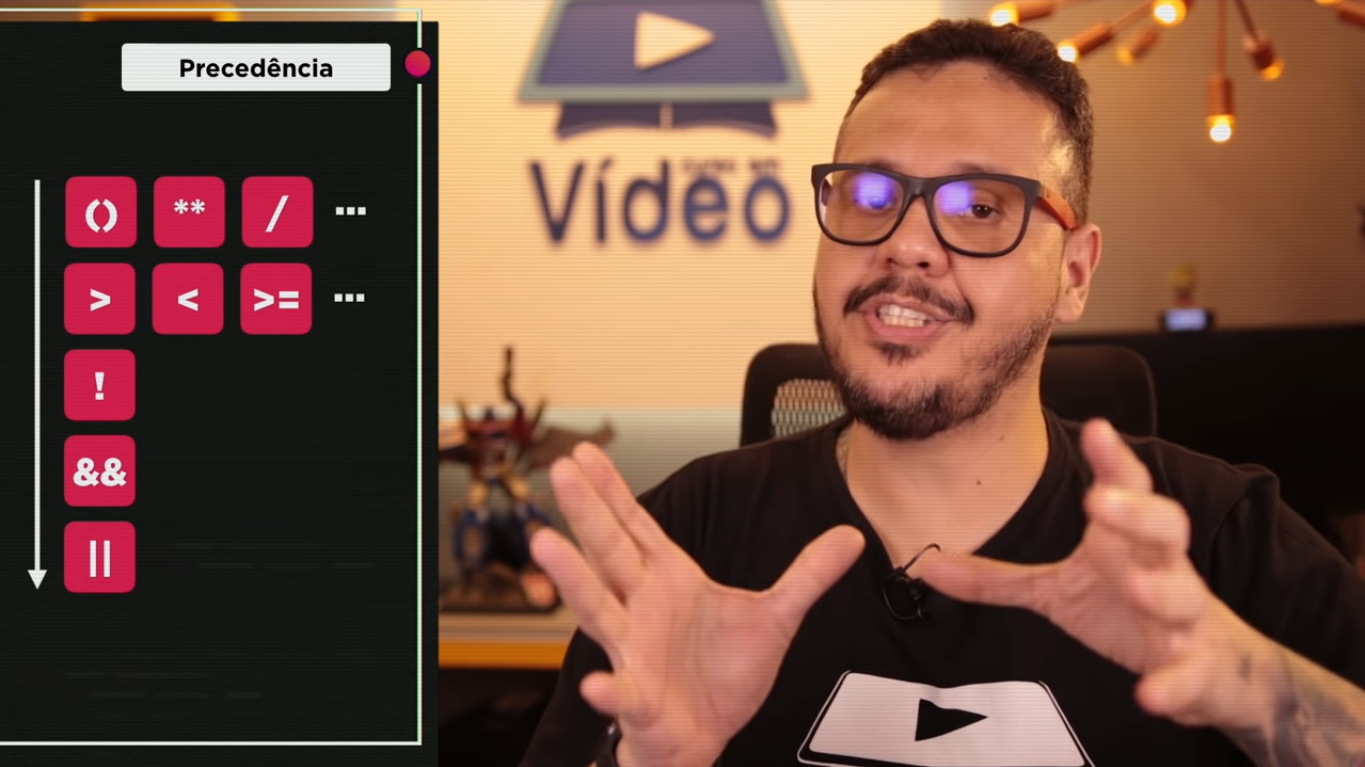 Precedência
() ** / ...
> < >= ...
!
&&
||
Vídeo